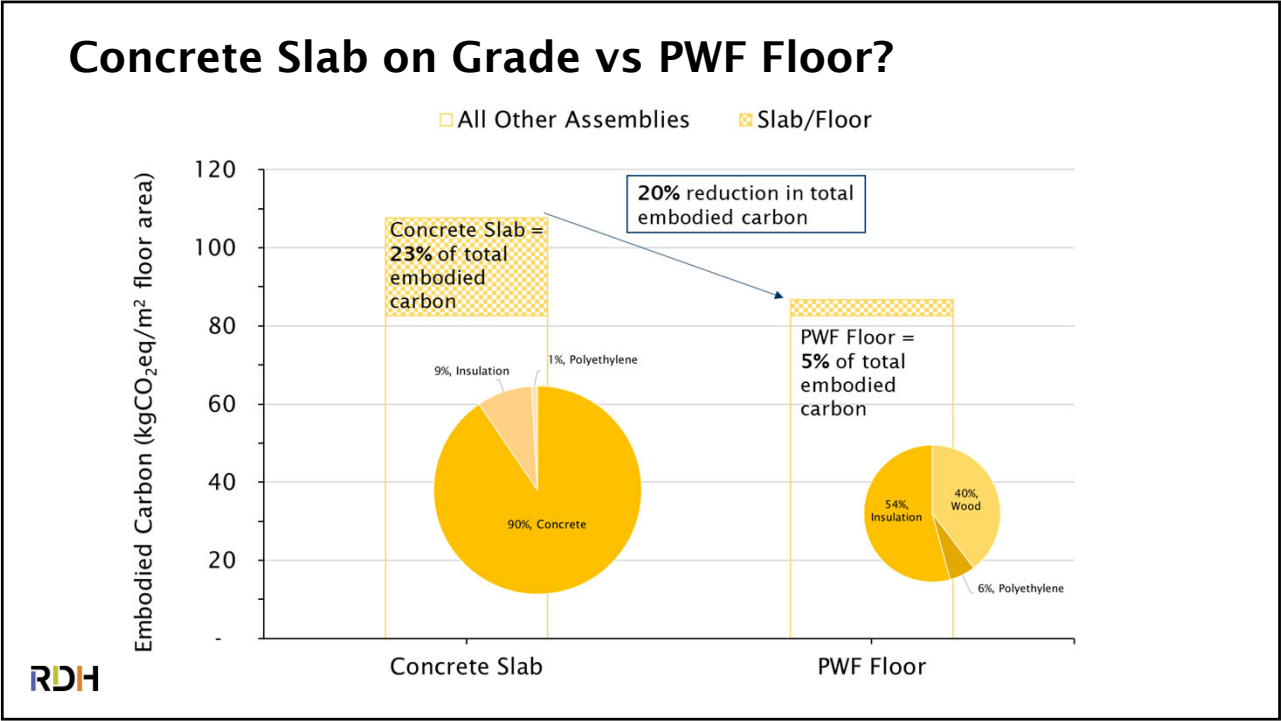 Concrete Slab on Grade vs PWF Floor?
All Other Assemblies
Slab/Floor
Embodied Carbon (kgCO₂eq/m² floor area)
120
100
80
60
40
20
-
Concrete Slab =
23% of total
embodied
carbon
20% reduction in total
embodied carbon
PWF Floor =
5% of total
embodied
carbon
9%, Insulation
1%, Polyethylene
90%, Concrete
54%,
Insulation
40%,
Wood
6%, Polyethylene
Concrete Slab
PWF Floor
RDH